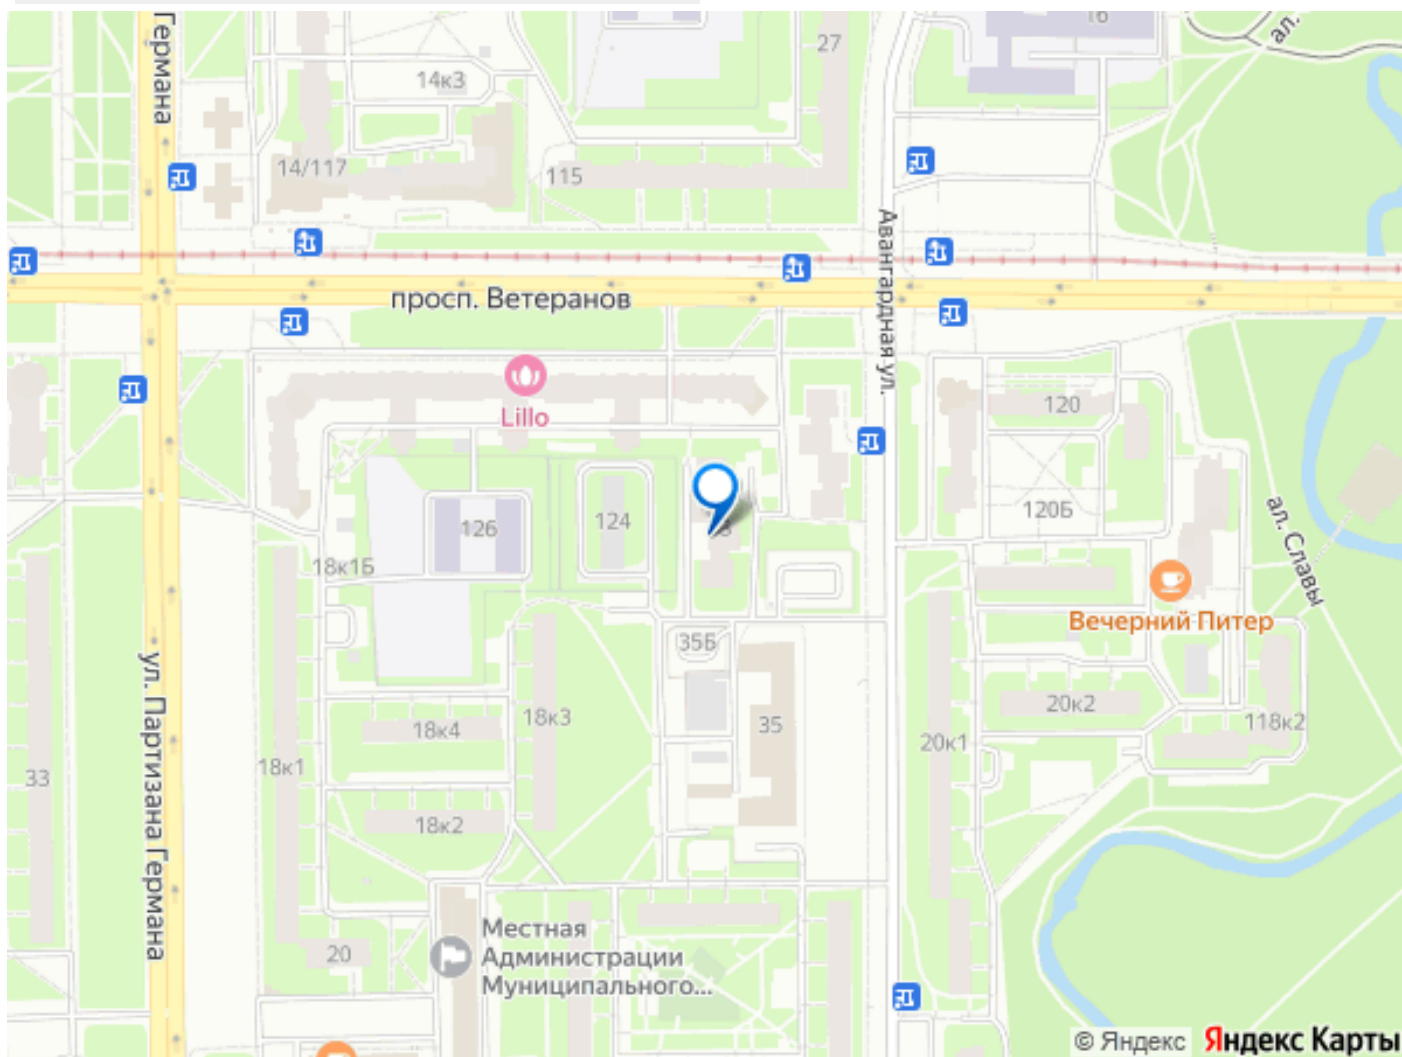 Германа
14к3
27
16
ал.
14/117
115
Авангардная ул.
просп. Ветеранов
Lillo
120
126
124
120Б
ал. Славы
18к1Б
Вечерний Питер
35Б
ул. Партизана Германа
18к3
18к4
35
20к2
118к2
20к1
33
18к1
18к2
20
Местная
Администрации
Муниципального...
© Яндекс Яндекс Карты